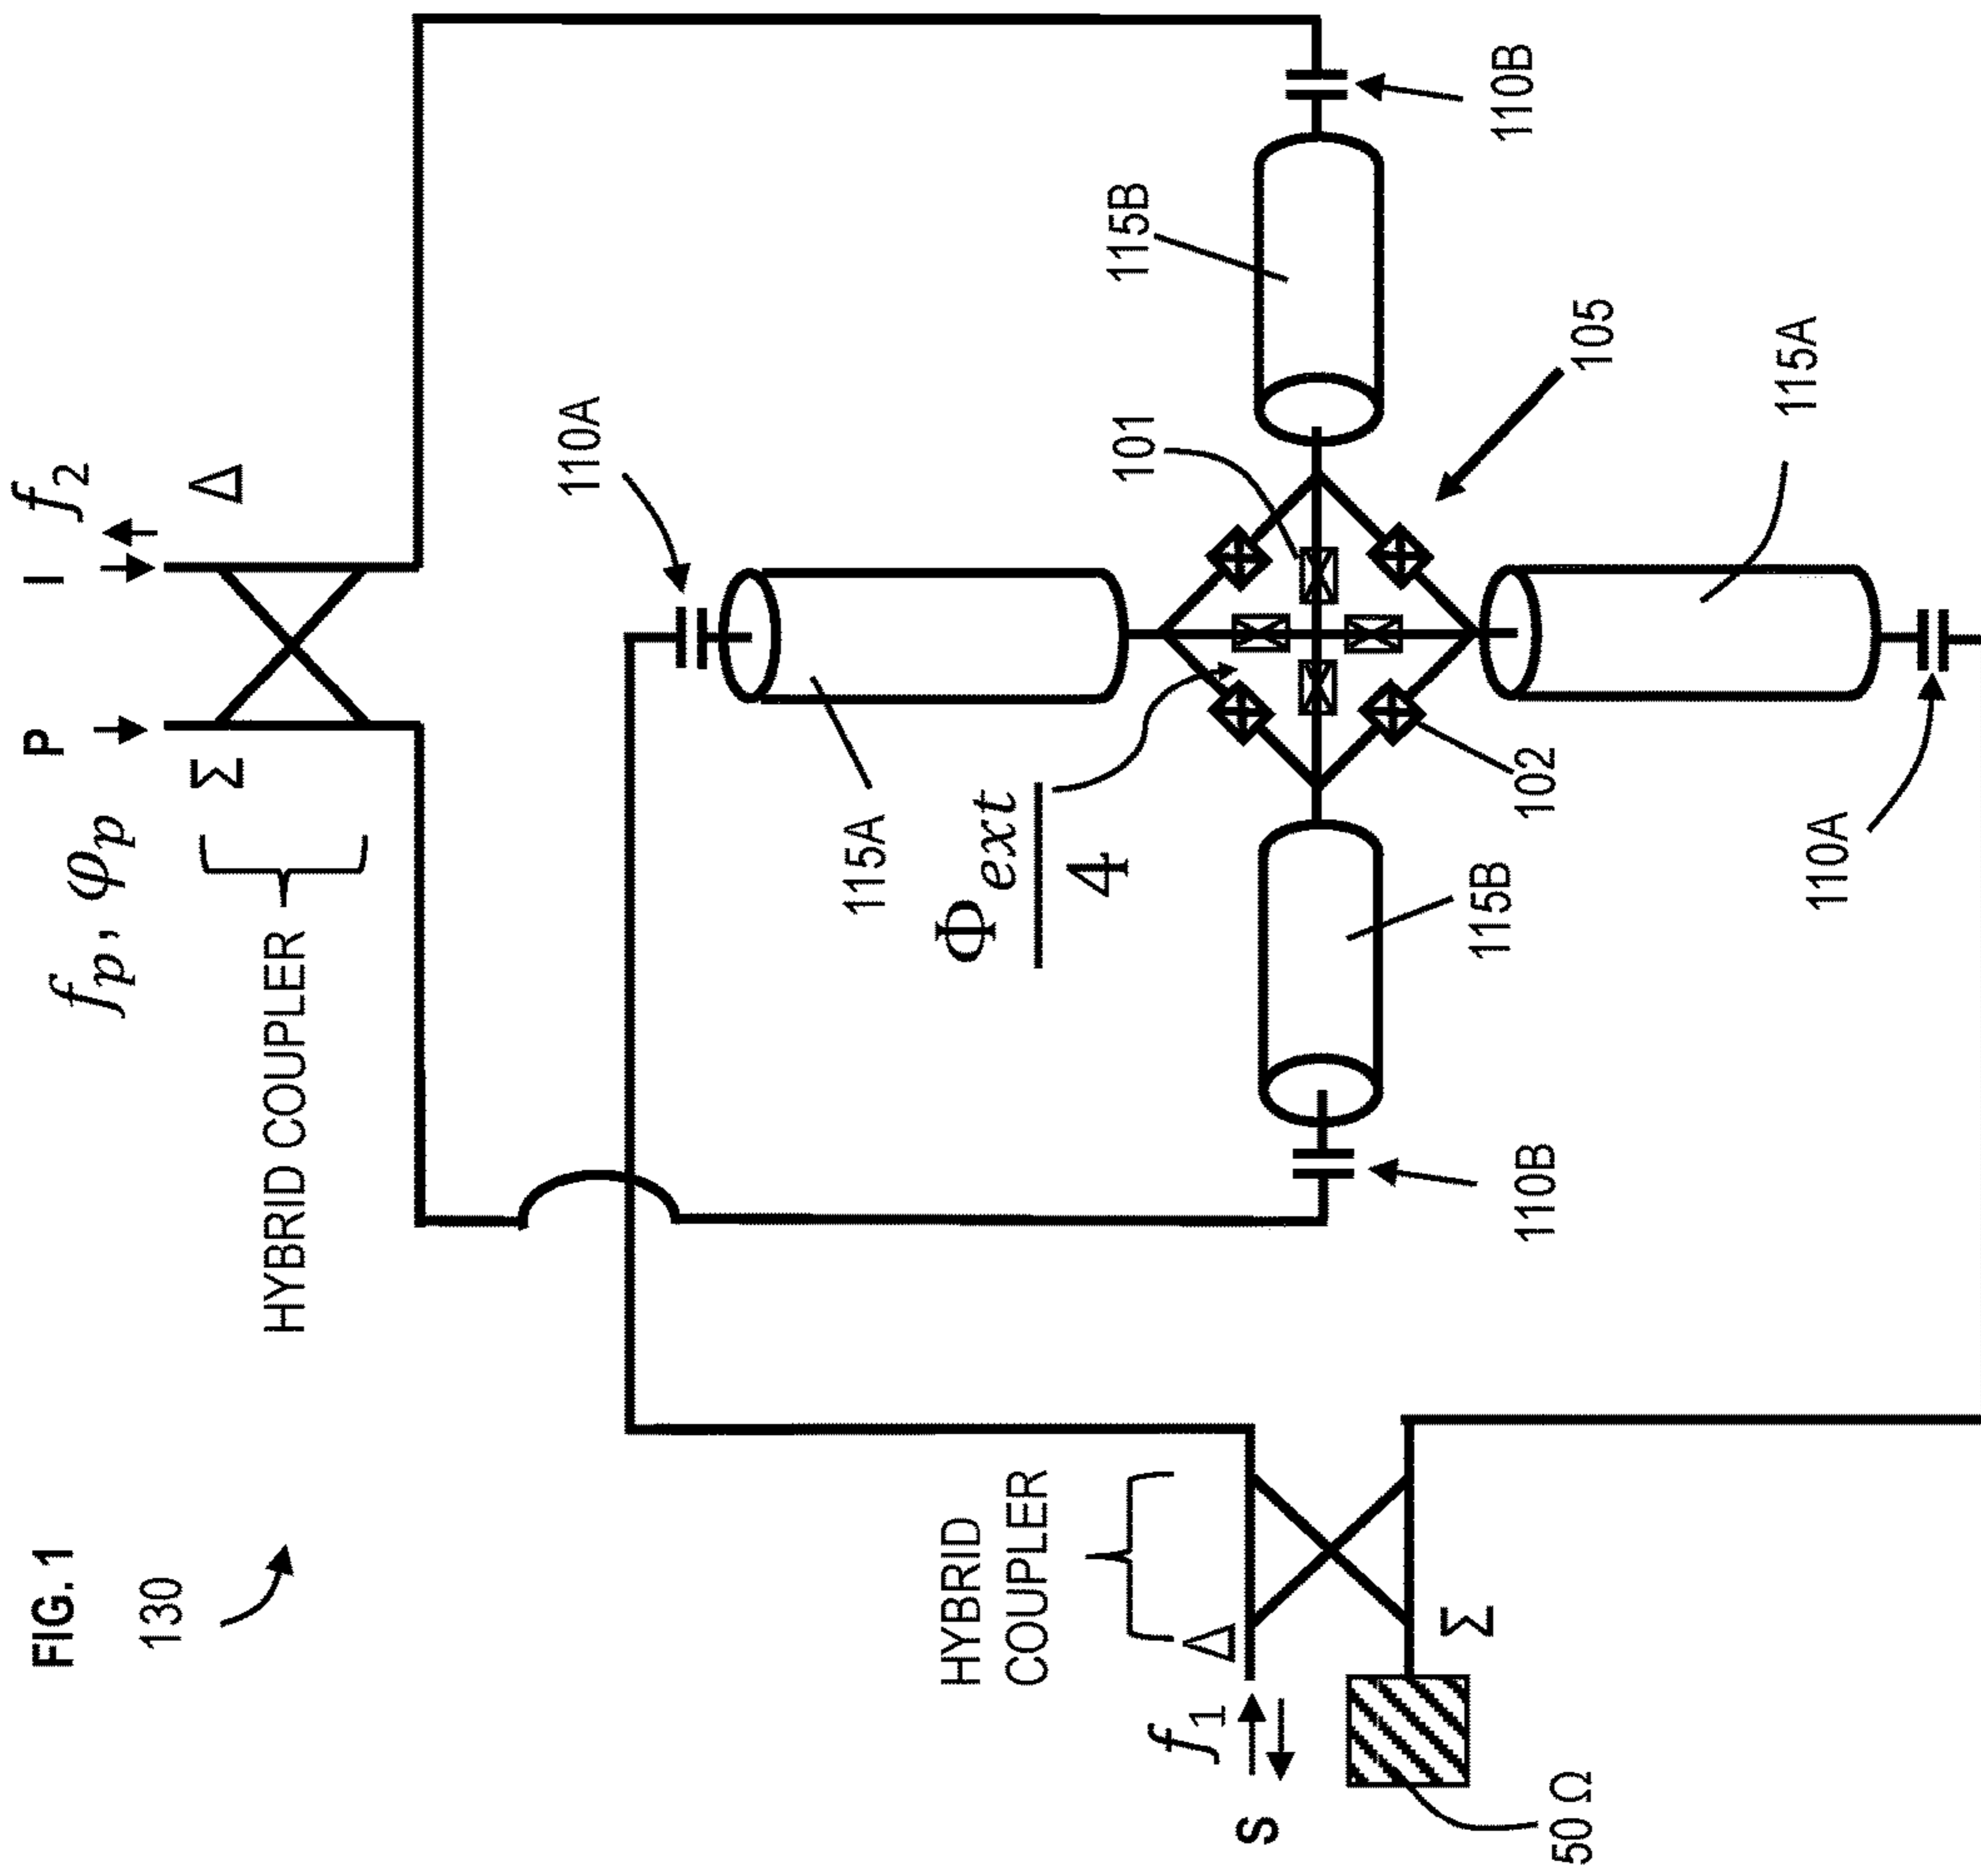 FIG. 1
130
f_p, φ_p
P
I
f_2
Σ
Δ
HYBRID COUPLER
110A
115A
Φ_ext
4
115B
110B
101
105
115A
102
115B
110B
110A
HYBRID
COUPLER
Δ
Σ
f_1
S
50 Ω